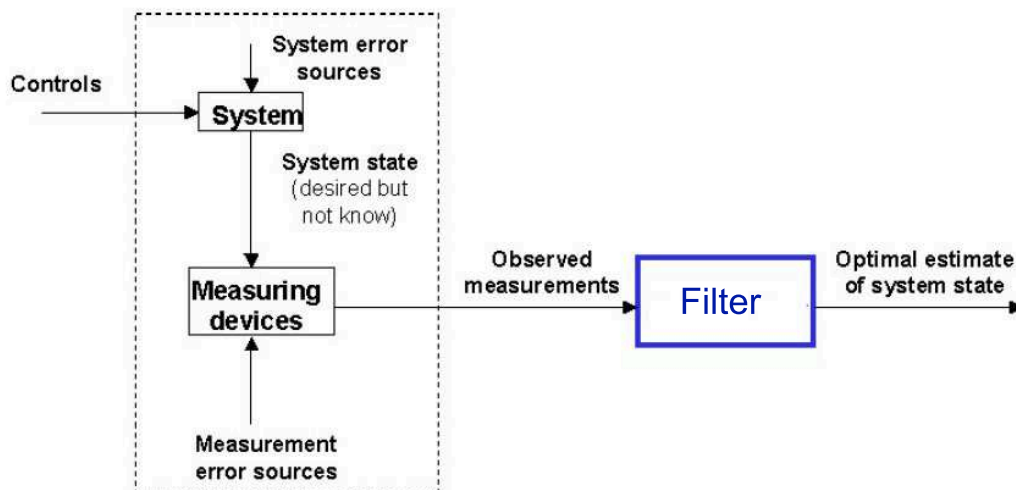 System error
sources
Controls
System
System state
(desired but
not know)
Observed
measurements
Optimal estimate
of system state
Measuring
devices
Filter
Measurement
error sources